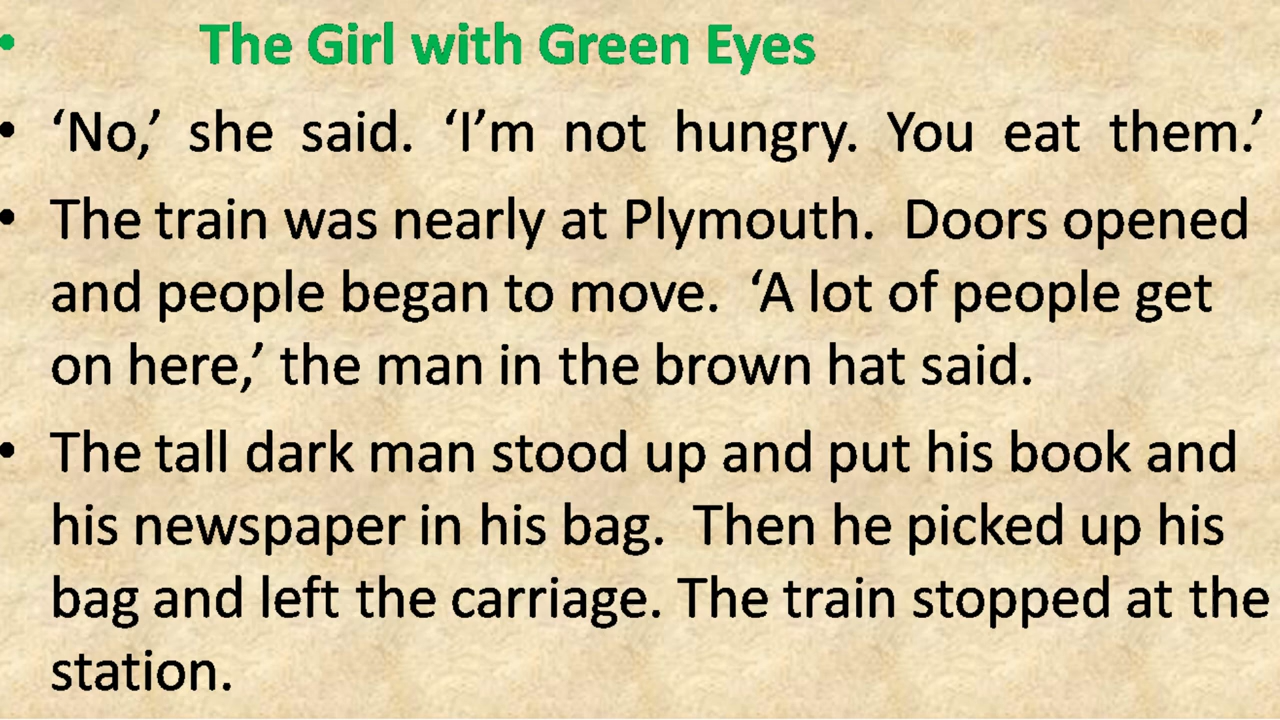 • The Girl with Green Eyes
• ‘No,’ she said. ‘I’m not hungry. You eat them.’
• The train was nearly at Plymouth. Doors opened
and people began to move. ‘A lot of people get
on here,’ the man in the brown hat said.
• The tall dark man stood up and put his book and
his newspaper in his bag. Then he picked up his
bag and left the carriage. The train stopped at the
station.